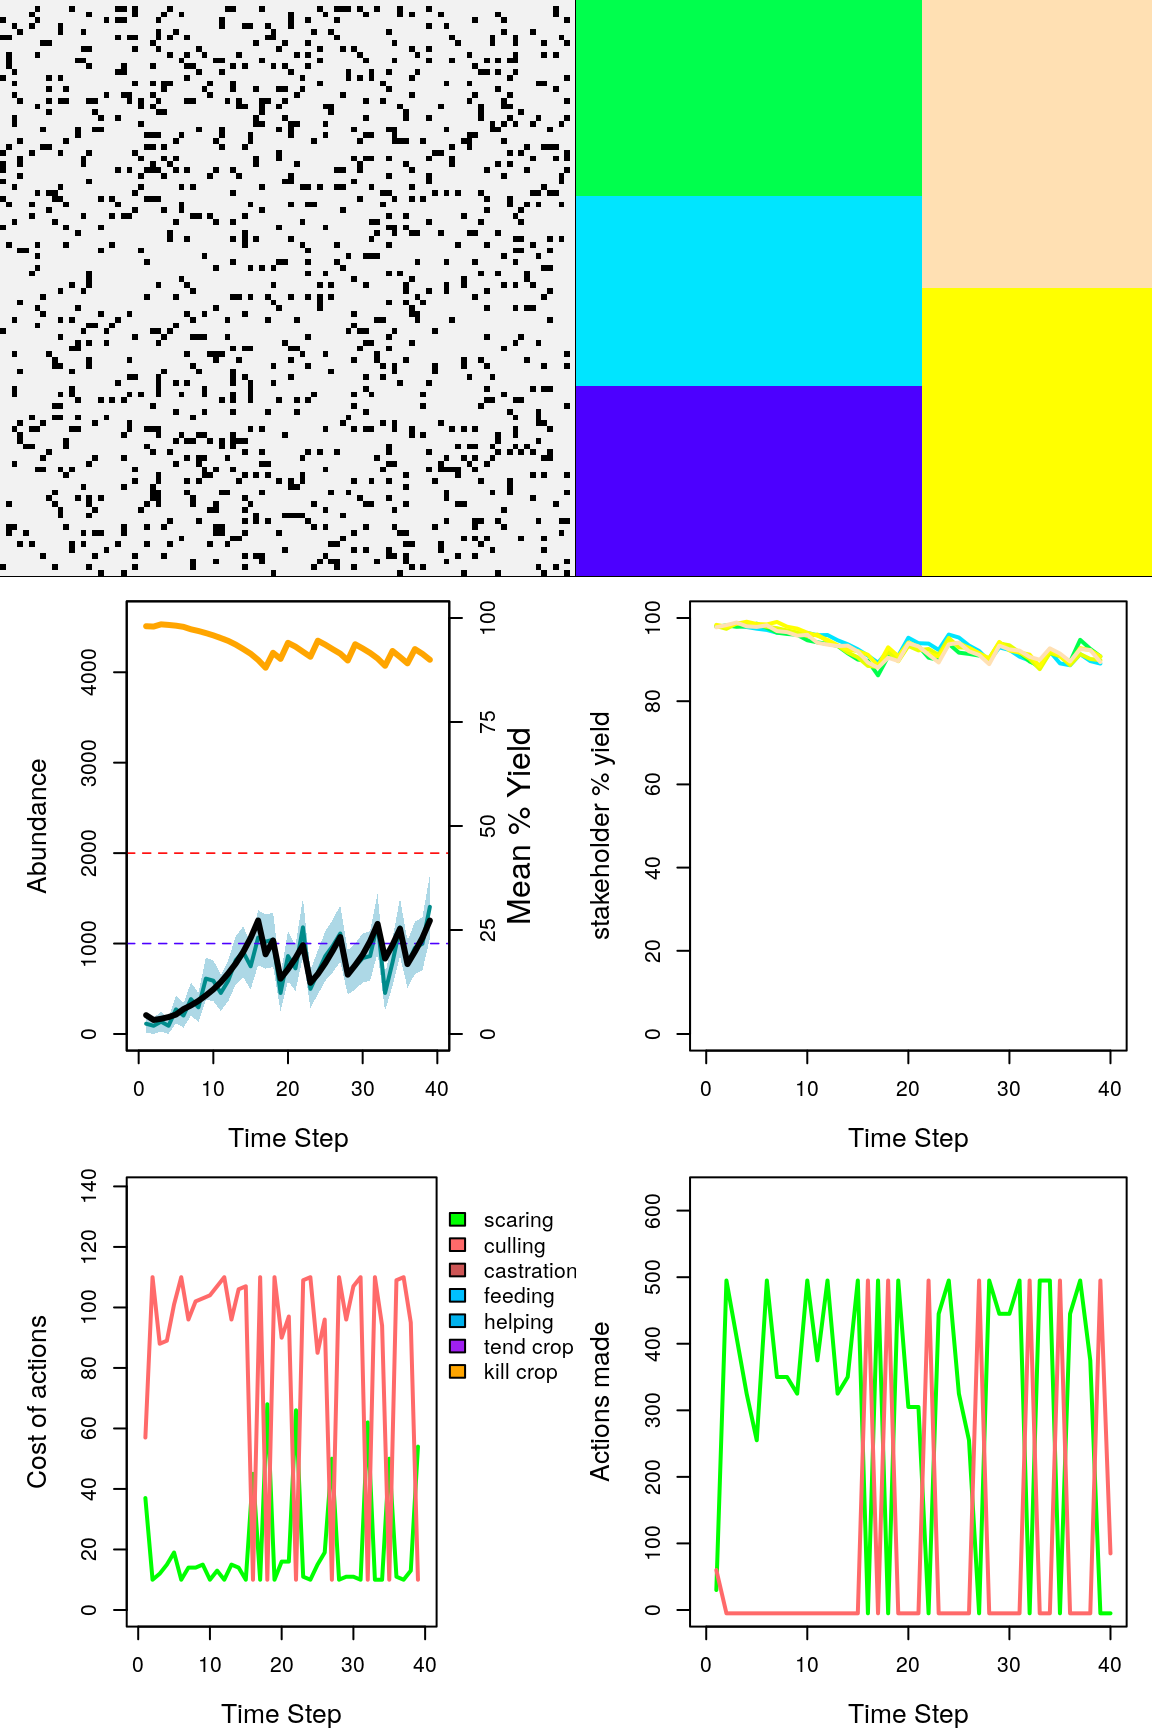 Abundance
0 1000 2000 3000 4000
0 25 50 75 100
Mean % Yield
0 10 20 30 40
Time Step
stakeholder % yield
0 20 40 60 80 100
0 10 20 30 40
Time Step
Cost of actions
0 20 40 60 80 100 120 140
0 10 20 30 40
Time Step
scaring
culling
castration
feeding
helping
tend crop
kill crop
Actions made
0 100 200 300 400 500 600
0 10 20 30 40
Time Step